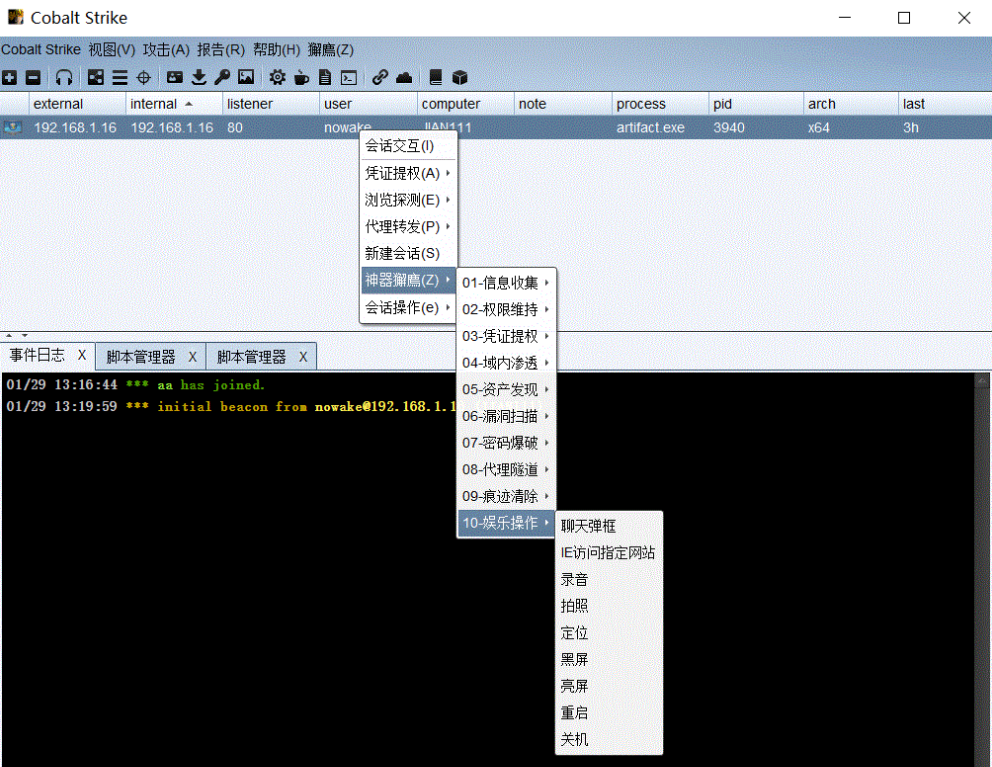 Cobalt Strike
Cobalt Strike 视图(V) 攻击(A) 报告(R) 帮助(H) 獬廌(Z)
external internal listener user computer note process pid arch last
192.168.1.16 192.168.1.16 80 nowake JIAN111 artifact.exe 3940 x64 3h
会话交互(I)
凭证提权(A)
浏览探测(E)
代理转发(P)
新建会话(S)
神器獬廌(Z)
会话操作(e)
01-信息收集
02-权限维持
03-凭证提权
04-域内渗透
05-资产发现
06-漏洞扫描
07-密码爆破
08-代理隧道
09-痕迹清除
10-娱乐操作
聊天弹框
IE访问指定网站
录音
拍照
定位
黑屏
亮屏
重启
关机
事件日志 X 脚本管理器 X 脚本管理器 X
01/29 13:16:44 *** aa has joined.
01/29 13:19:59 *** initial beacon from nowake@192.168.1.1